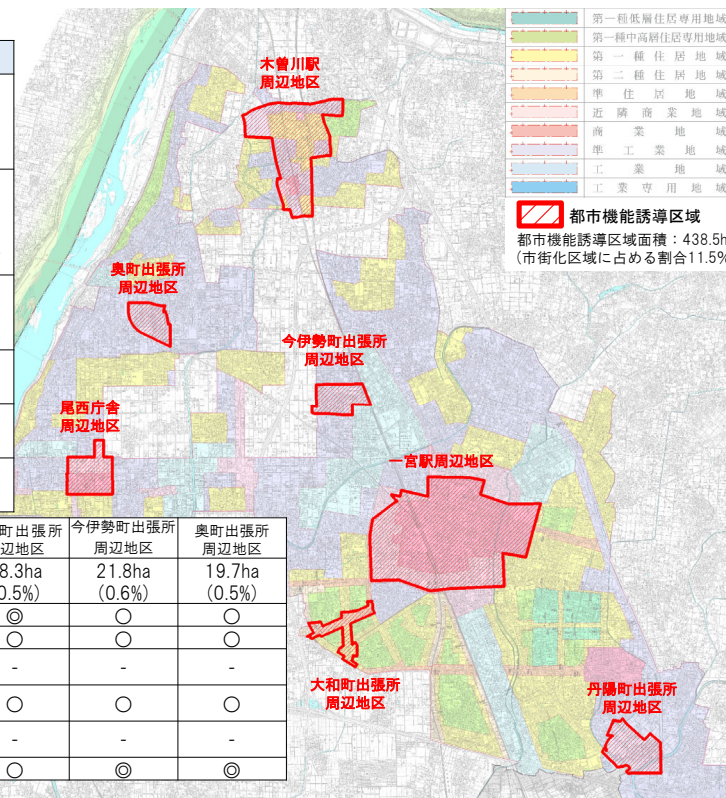 第一種低層住居専用地域
第一種中高層住居専用地域
第一種住居地域
第二種住居地域
準住居地域
近隣商業地域
商業地域
準工業地域
工業地域
工業専用地域
都市機能誘導区域
都市機能誘導区域面積:438.5h
(市街化区域に占める割合11.5%
木曽川駅
周辺地区
奥町出張所
周辺地区
今伊勢町出張所
周辺地区
尾西庁舎
周辺地区
一宮駅周辺地区
大和町出張所
周辺地区
丹陽町出張所
周辺地区
町出張所 今伊勢町出張所 奥町出張所
辺地区 周辺地区 周辺地区
8.3ha 21.8ha 19.7ha
0.5%) (0.6%) (0.5%)
◎ ○ ○
○ ○ ○
- - -
○ ○ ○
- - -
○ ◎ ◎